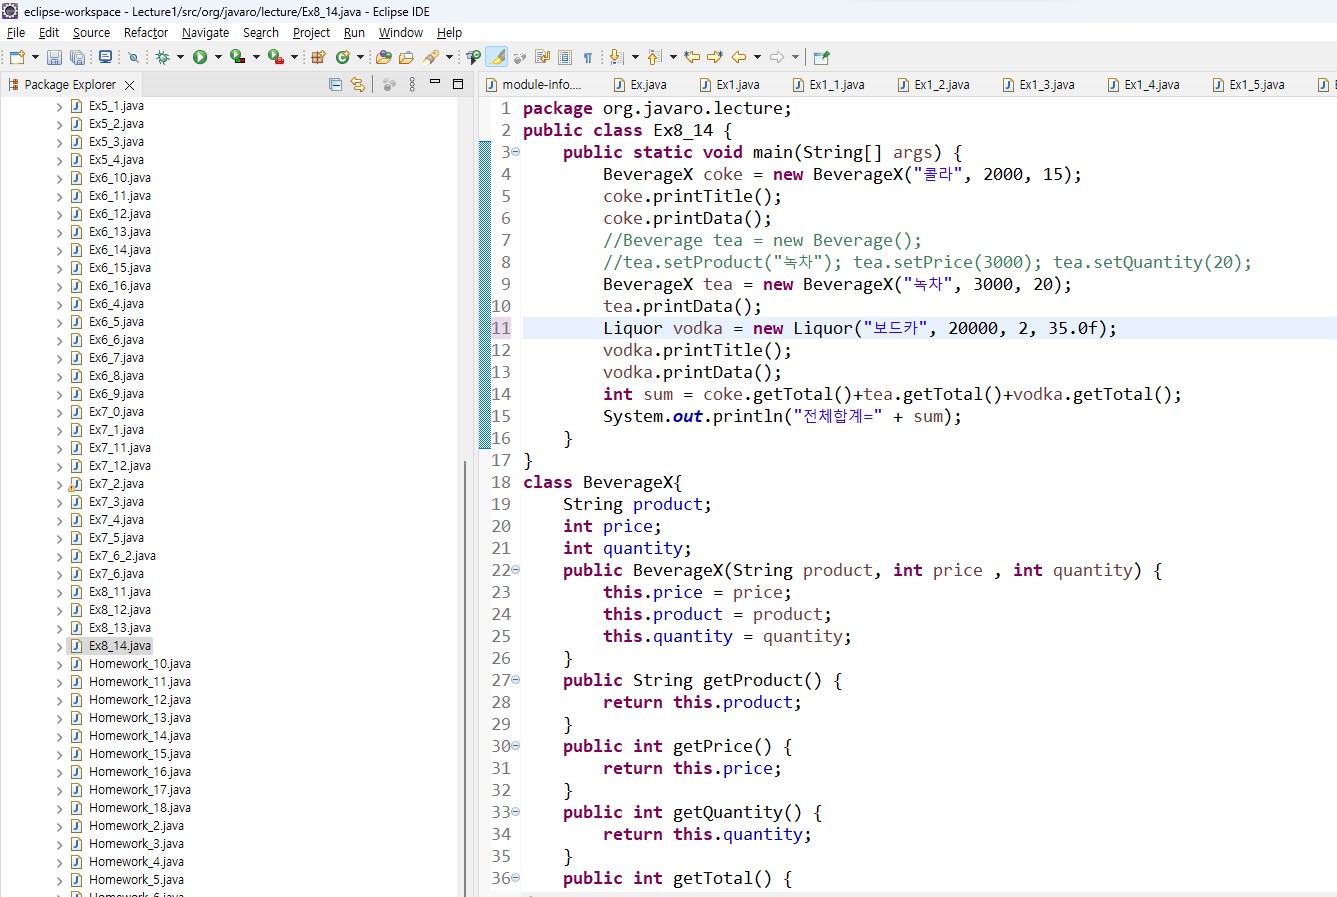 eclipse-workspace - Lecture1/src/org/javaro/lecture/Ex8_14.java - Eclipse IDE
File Edit Source Refactor Navigate Search Project Run Window Help
Package Explorer
module-info....
Ex.java
Ex1.java
Ex1_1.java
Ex1_2.java
Ex1_3.java
Ex1_4.java
Ex1_5.java
Ex5_1.java
Ex5_2.java
Ex5_3.java
Ex5_4.java
Ex6_10.java
Ex6_11.java
Ex6_12.java
Ex6_13.java
Ex6_14.java
Ex6_15.java
Ex6_16.java
Ex6_4.java
Ex6_5.java
Ex6_6.java
Ex6_7.java
Ex6_8.java
Ex6_9.java
Ex7_0.java
Ex7_1.java
Ex7_11.java
Ex7_12.java
Ex7_2.java
Ex7_3.java
Ex7_4.java
Ex7_5.java
Ex7_6_2.java
Ex7_6.java
Ex8_11.java
Ex8_12.java
Ex8_13.java
Ex8_14.java
Homework_10.java
Homework_11.java
Homework_12.java
Homework_13.java
Homework_14.java
Homework_15.java
Homework_16.java
Homework_17.java
Homework_18.java
Homework_2.java
Homework_3.java
Homework_4.java
Homework_5.java
1 package org.javaro.lecture;
2 public class Ex8_14 {
3 public static void main(String[] args) {
4 BeverageX coke = new BeverageX("콜라", 2000, 15);
5 coke.printTitle();
6 coke.printData();
7 //Beverage tea = new Beverage();
8 //tea.setProduct("녹차"); tea.setPrice(3000); tea.setQuantity(20);
9 BeverageX tea = new BeverageX("녹차", 3000, 20);
10 tea.printData();
11 Liquor vodka = new Liquor("보드카", 20000, 2, 35.0f);
12 vodka.printTitle();
13 vodka.printData();
14 int sum = coke.getTotal()+tea.getTotal()+vodka.getTotal();
15 System.out.println("전체합계=" + sum);
16 }
17 }
18 class BeverageX{
19 String product;
20 int price;
21 int quantity;
22 public BeverageX(String product, int price , int quantity) {
23 this.price = price;
24 this.product = product;
25 this.quantity = quantity;
26 }
27 public String getProduct() {
28 return this.product;
29 }
30 public int getPrice() {
31 return this.price;
32 }
33 public int getQuantity() {
34 return this.quantity;
35 }
36 public int getTotal() {